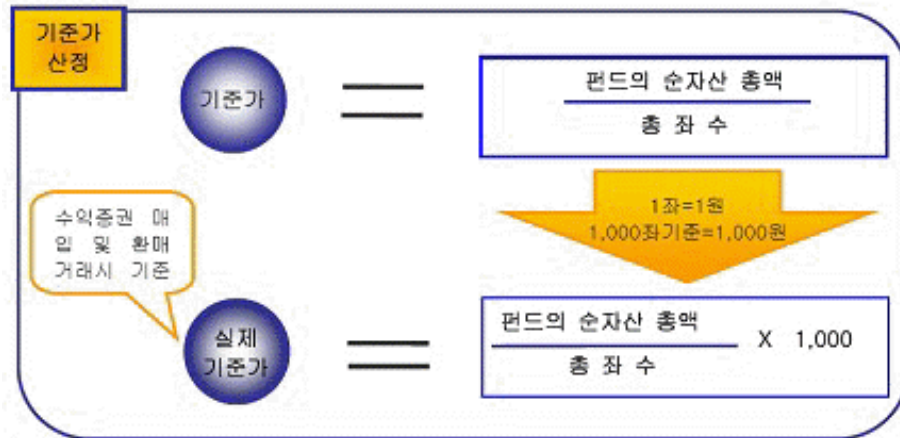 기준가
산정
기준가
펀드의 순자산 총액
총 좌 수
1좌=1원
1,000좌기준=1,000원
수익증권 매
입 및 환매
거래시 기준
실제
기준가
펀드의 순자산 총액
X 1,000
총 좌 수